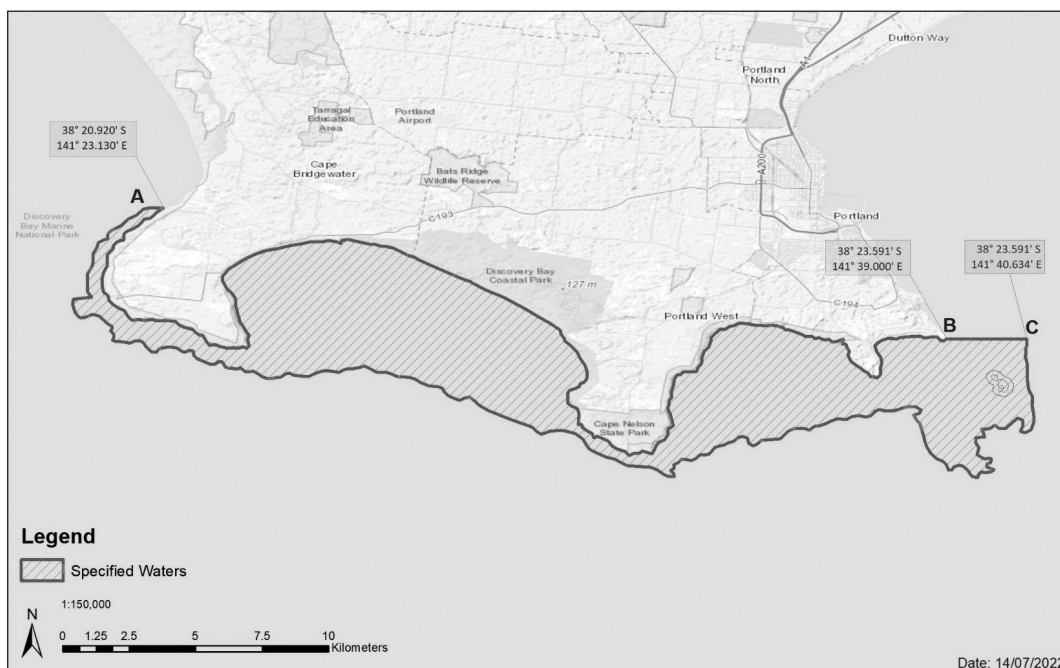 Dutton Way
Portland
North
A1
38° 20.920' S
141° 23.130' E
Tarragal
Education
Area
Portland
Airport
Cape
Bridgewater
Bats Ridge
Wildlife Reserve
A200
A
C193
Portland
Discovery
Bay Marine
National Park
38° 23.591' S
141° 39.000' E
38° 23.591' S
141° 40.634' E
Discovery Bay
Coastal Park
127 m
C194
Portland West
B
C
Cape Nelson
State Park
Legend
Specified Waters
1:150,000
N
0 1.25 2.5 5 7.5 10
Kilometers
Date: 14/07/2022